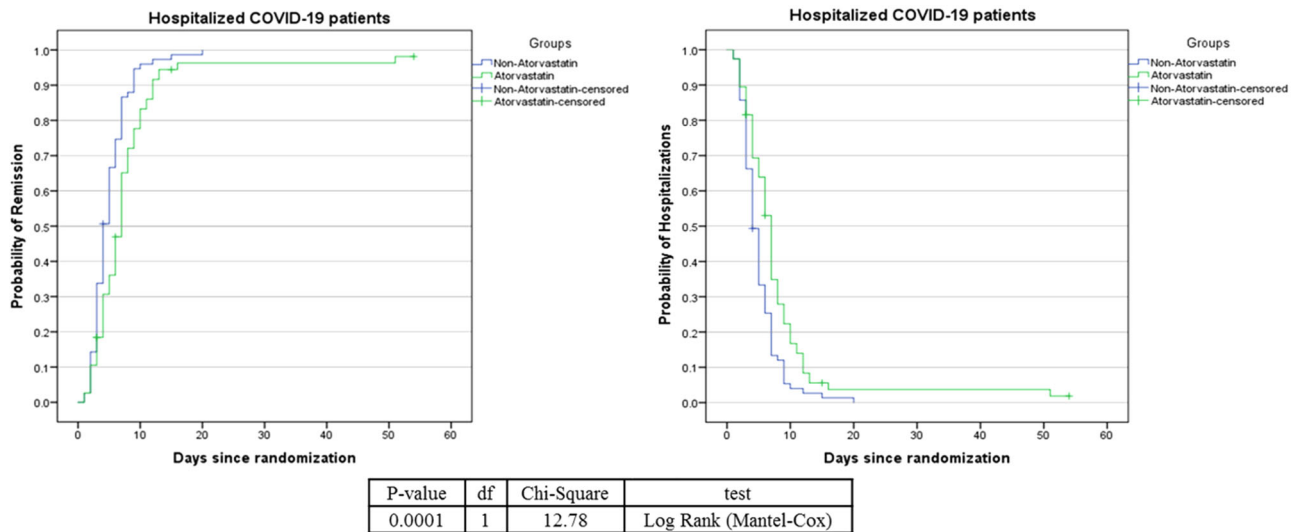 Hospitalized COVID-19 patients
Groups
Non-Atorvastatin
Atorvastatin
Non-Atorvastatin-censored
Atorvastatin-censored
Probability of Remission
1.0
0.9
0.8
0.7
0.6
0.5
0.4
0.3
0.2
0.1
0.0
0 10 20 30 40 50 60
Days since randomization
Hospitalized COVID-19 patients
Groups
Non-Atorvastatin
Atorvastatin
Non-Atorvastatin-censored
Atorvastatin-censored
Probability of Hospitalizations
1.0
0.9
0.8
0.7
0.6
0.5
0.4
0.3
0.2
0.1
0.0
0 10 20 30 40 50 60
Days since randomization
P-value df Chi-Square test
0.0001 1 12.78 Log Rank (Mantel-Cox)